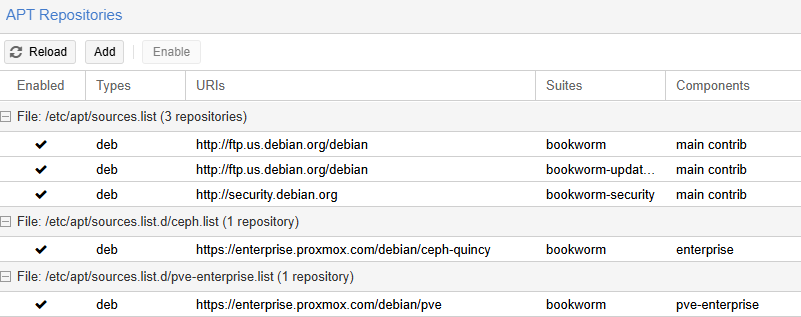 APT Repositories
Reload Add Enable
Enabled Types URIs Suites Components
File: /etc/apt/sources.list (3 repositories)
deb http://ftp.us.debian.org/debian bookworm main contrib
deb http://ftp.us.debian.org/debian bookworm-updat... main contrib
deb http://security.debian.org bookworm-security main contrib
File: /etc/apt/sources.list.d/ceph.list (1 repository)
deb https://enterprise.proxmox.com/debian/ceph-quincy bookworm enterprise
File: /etc/apt/sources.list.d/pve-enterprise.list (1 repository)
deb https://enterprise.proxmox.com/debian/pve bookworm pve-enterprise